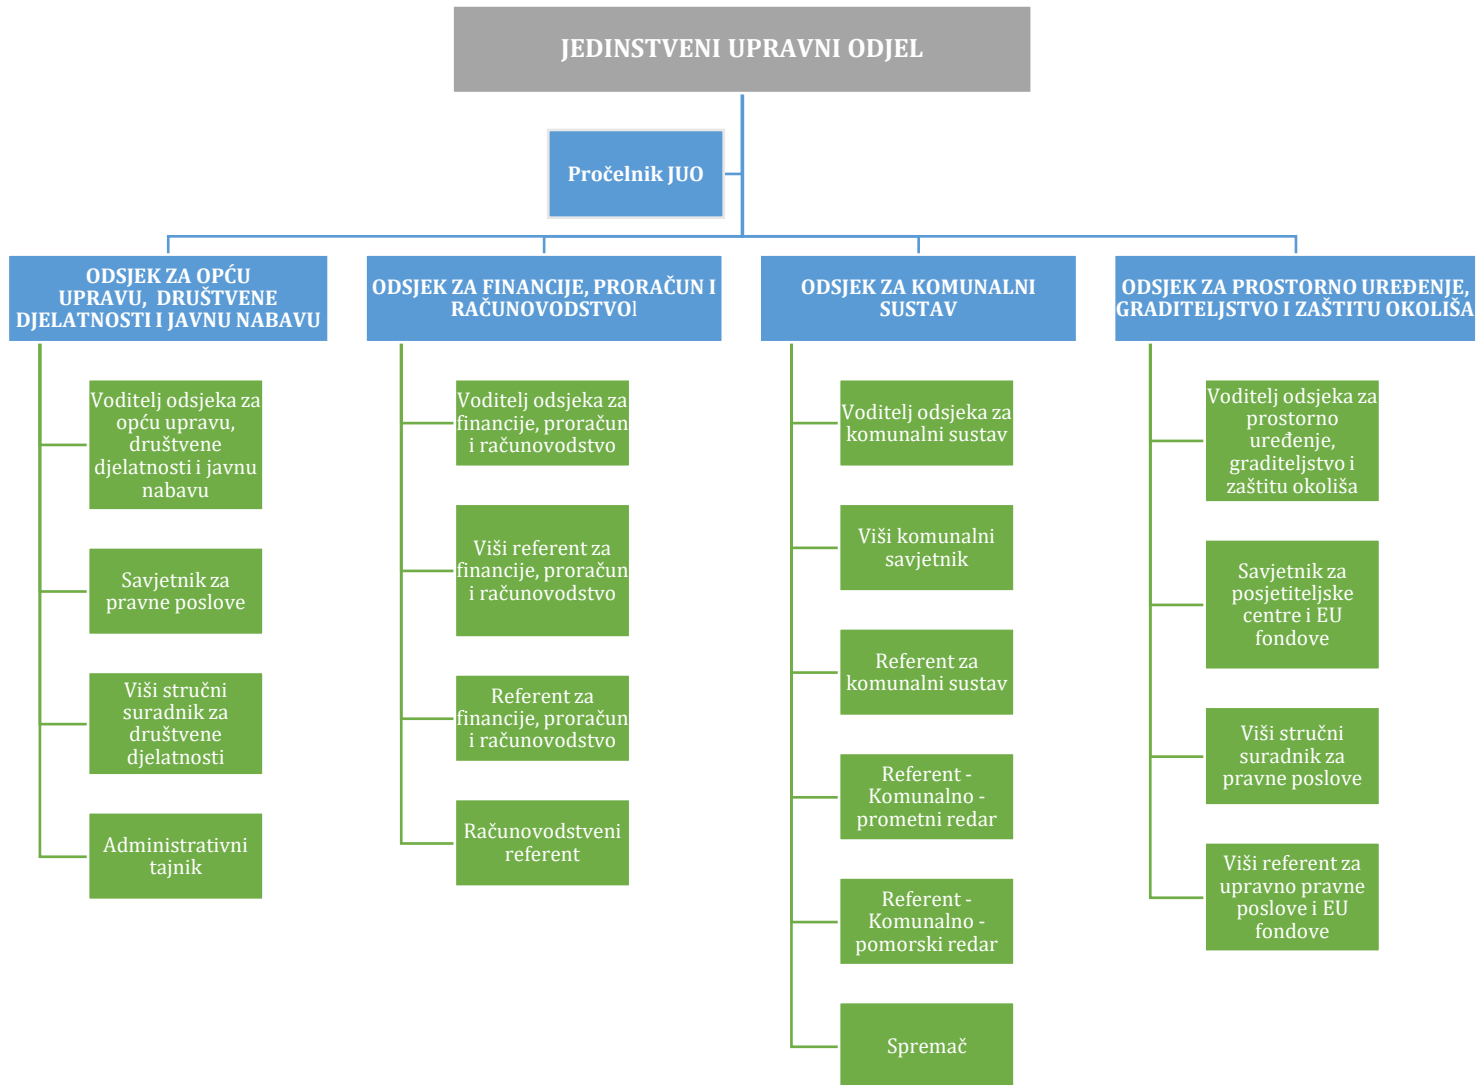 JEDINSTVENI UPRAVNI ODJEL
Pročelnik JUO
ODSJEK ZA OPĆU
UPRAVU, DRUŠTVENE
DJELATNOSTI I JAVNU NABAVU
Voditelj odsjeka za
opću upravu,
društvene
djelatnosti i javnu
nabavu
Savjetnik za
pravne poslove
Viši stručni
suradnik za
društvene
djelatnosti
Administrativni
tajnik
ODSJEK ZA FINANCIJE, PRORAČUN I
RAČUNOVODSTVOl
Voditelj odsjeka za
financije, proračun
i računovodstvo
Viši referent za
financije, proračun
i računovodstvo
Referent za
financije, proračun
i računovodstvo
Računovodstveni
referent
ODSJEK ZA KOMUNALNI
SUSTAV
Voditelj odsjeka za
komunalni sustav
Viši komunalni
savjetnik
Referent za
komunalni sustav
Referent -
Komunalno -
prometni redar
Referent -
Komunalno -
pomorski redar
Spremač
ODSJEK ZA PROSTORNO UREĐENJE,
GRADITELJSTVO I ZAŠTITU OKOLIŠA
Voditelj odsjeka za
prostorno
uređenje,
graditeljstvo i
zaštitu okoliša
Savjetnik za
posjetiteljske
centre i EU
fondove
Viši stručni
suradnik za
pravne poslove
Viši referent za
upravno pravne
poslove i EU
fondove